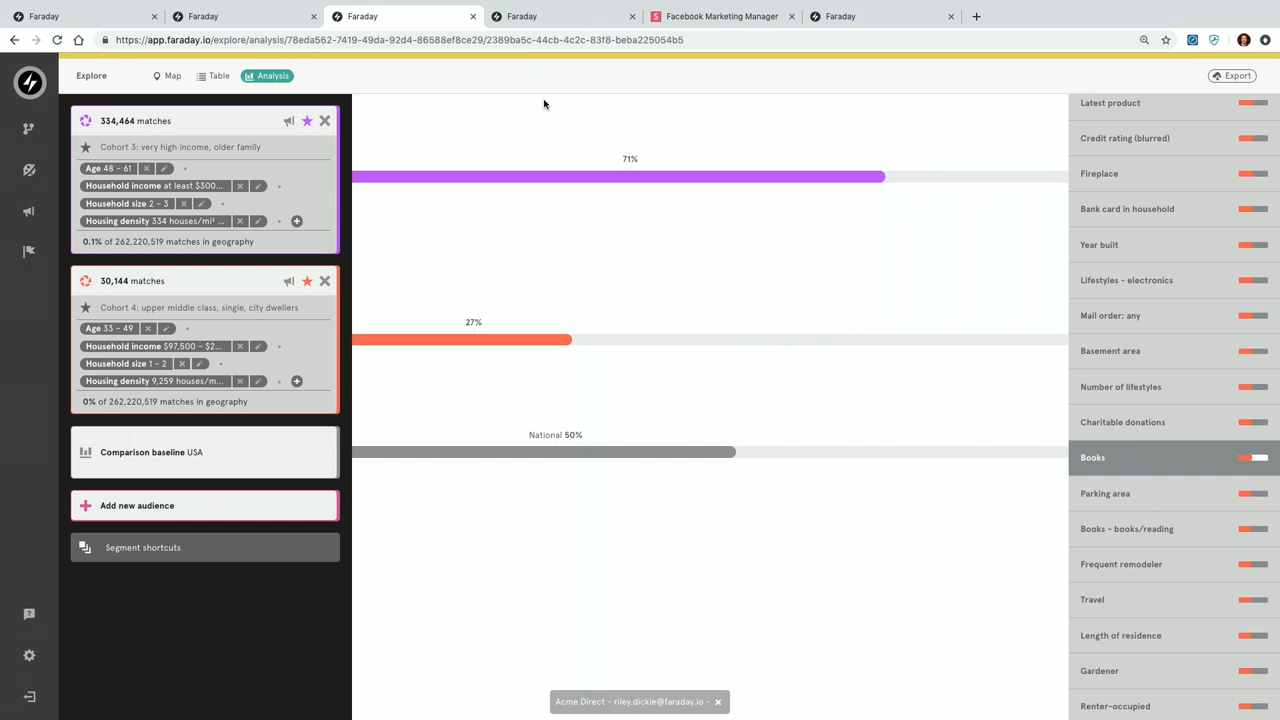 Faraday
Faraday
Faraday
Faraday
Facebook Marketing Manager
Faraday
https://app.faraday.io/explore/analysis/78eda562-7419-49da-92d4-86588ef8ce29/2389ba5c-44cb-4c2c-83f8-beba225054b5
Explore
Map
Table
Analysis
Export
334,464 matches
Cohort 3: very high income, older family
Age 48 – 61
Household income at least $300...
Household size 2 – 3
Housing density 334 houses/mi² ...
0.1% of 262,220,519 matches in geography
30,144 matches
Cohort 4: upper middle class, single, city dwellers
Age 33 – 49
Household income $97,500 – $2...
Household size 1 – 2
Housing density 9,259 houses/m...
0% of 262,220,519 matches in geography
Comparison baseline USA
Add new audience
Segment shortcuts
71%
27%
National 50%
Latest product
Credit rating (blurred)
Fireplace
Bank card in household
Year built
Lifestyles - electronics
Mail order: any
Basement area
Number of lifestyles
Charitable donations
Books
Parking area
Books - books/reading
Frequent remodeler
Travel
Length of residence
Gardener
Renter-occupied
Acme Direct - riley.dickie@faraday.io -